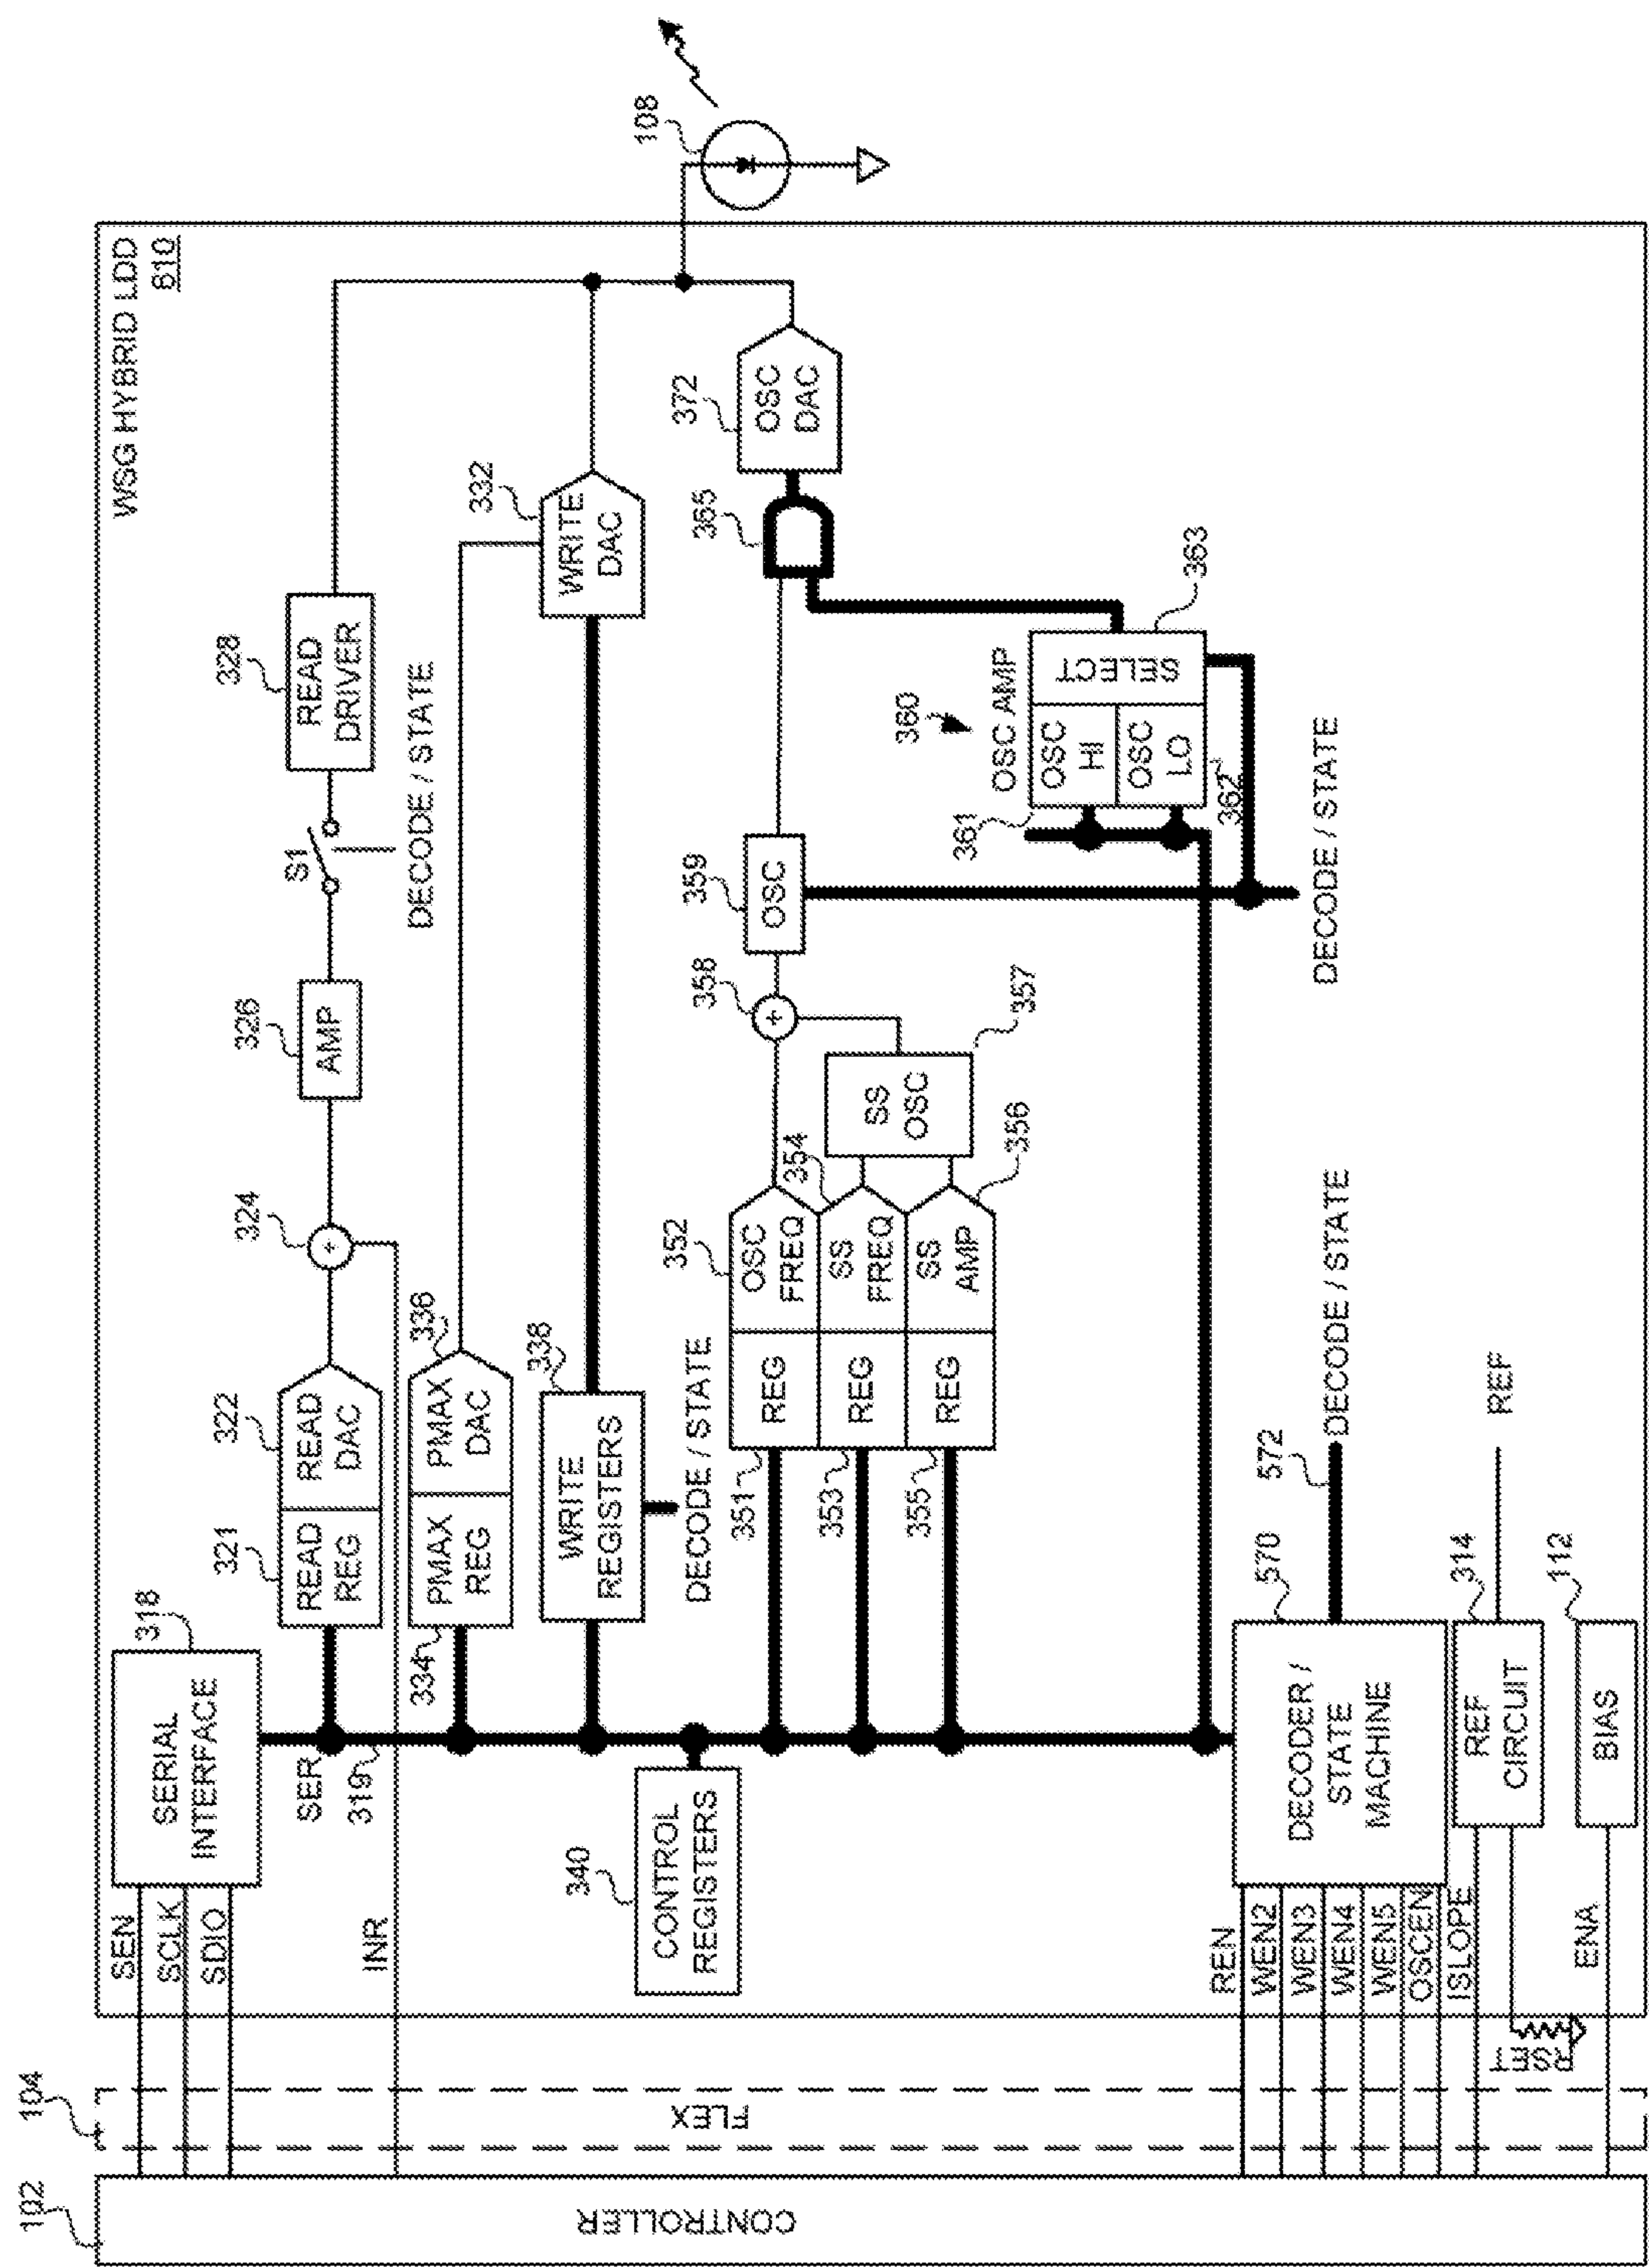 102
104
CONTROLLER
FLEX
WSG HYBRID LDD
810
SEN
SCLK
SDIO
SERIAL
INTERFACE
318
SER
319
INR
321
READ
REG
322
READ
DAC
324
+
326
AMP
S1
DECODE / STATE
328
READ
DRIVER
334
PMAX
REG
336
PMAX
DAC
332
WRITE
DAC
338
WRITE
REGISTERS
DECODE / STATE
340
CONTROL
REGISTERS
351
REG
352
OSC
FREQ
353
REG
354
SS
FREQ
355
REG
356
SS
AMP
357
SS
OSC
358
+
359
OSC
360
OSC AMP
361
OSC
HI
362
OSC
LO
363
SELECT
DECODE / STATE
365
372
OSC
DAC
108
REN
WEN2
WEN3
WEN4
WEN5
OSCEN
ISLOPE
570
DECODER /
STATE
MACHINE
572
DECODE / STATE
314
REF
CIRCUIT
REF
RSET
112
BIAS
ENA